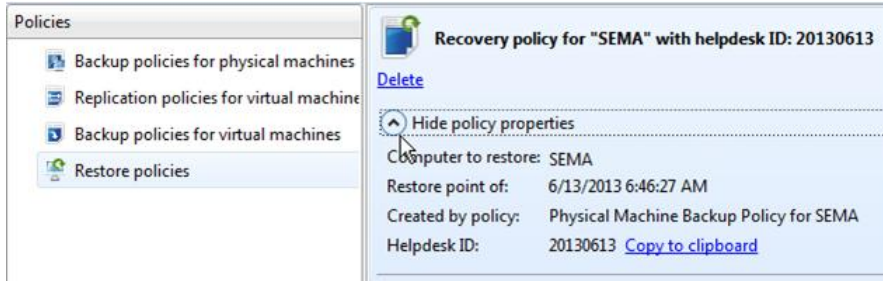 Policies
Backup policies for physical machines
Replication policies for virtual machine
Backup policies for virtual machines
Restore policies
Recovery policy for "SEMA" with helpdesk ID: 20130613
Delete
Hide policy properties
Computer to restore: SEMA
Restore point of: 6/13/2013 6:46:27 AM
Created by policy: Physical Machine Backup Policy for SEMA
Helpdesk ID: 20130613 Copy to clipboard